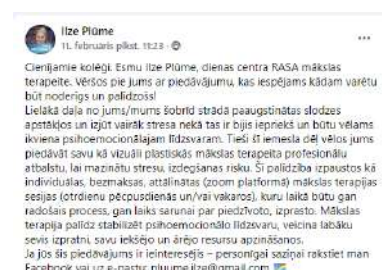 Ilze Plūme
11. februāris plkst. 11:23 ·
Cienījamie kolēģi. Esmu Ilze Plūme, dienas centra RASA mākslas
terapeite. Vēršos pie jums ar piedāvājumu, kas iespējams kādam varētu
būt noderīgs un palīdzošs!
Lielākā daļa no jums/mums šobrīd strādā paaugstinātas slodzes
apstākļos un izjūt vairāk stresa nekā tas ir bijis iepriekš un būtu vēlams
ikviena psihoemocionālajam līdzsvaram. Tieši šī iemesla dēļ vēlos jums
piedāvāt savu kā vizuāli plastiskās mākslas terapeita profesionālu
atbalstu, lai mazinātu stresu, izdegšanas risku. Šī palīdzība izpaustos kā
individuālas, bezmaksas, attālinātas (zoom platformā) mākslas terapijas
sesijas (otrdienu pēcpusdienās un/vai vakaros), kuru laikā būtu gan
radošais process, gan laiks sarunai par piedzīvoto, izprasto. Mākslas
terapija palīdz stabilizēt psihoemocionālo līdzsvaru, veicina labāku
sevis izpratni, savu iekšējo un ārējo resursu apzināšanos.
Ja jūs šis piedāvājums ir ieinteresējis – personīgai saziņai rakstiet man
Facebook vai uz e-pastu: pluume.ilze@gmail.com